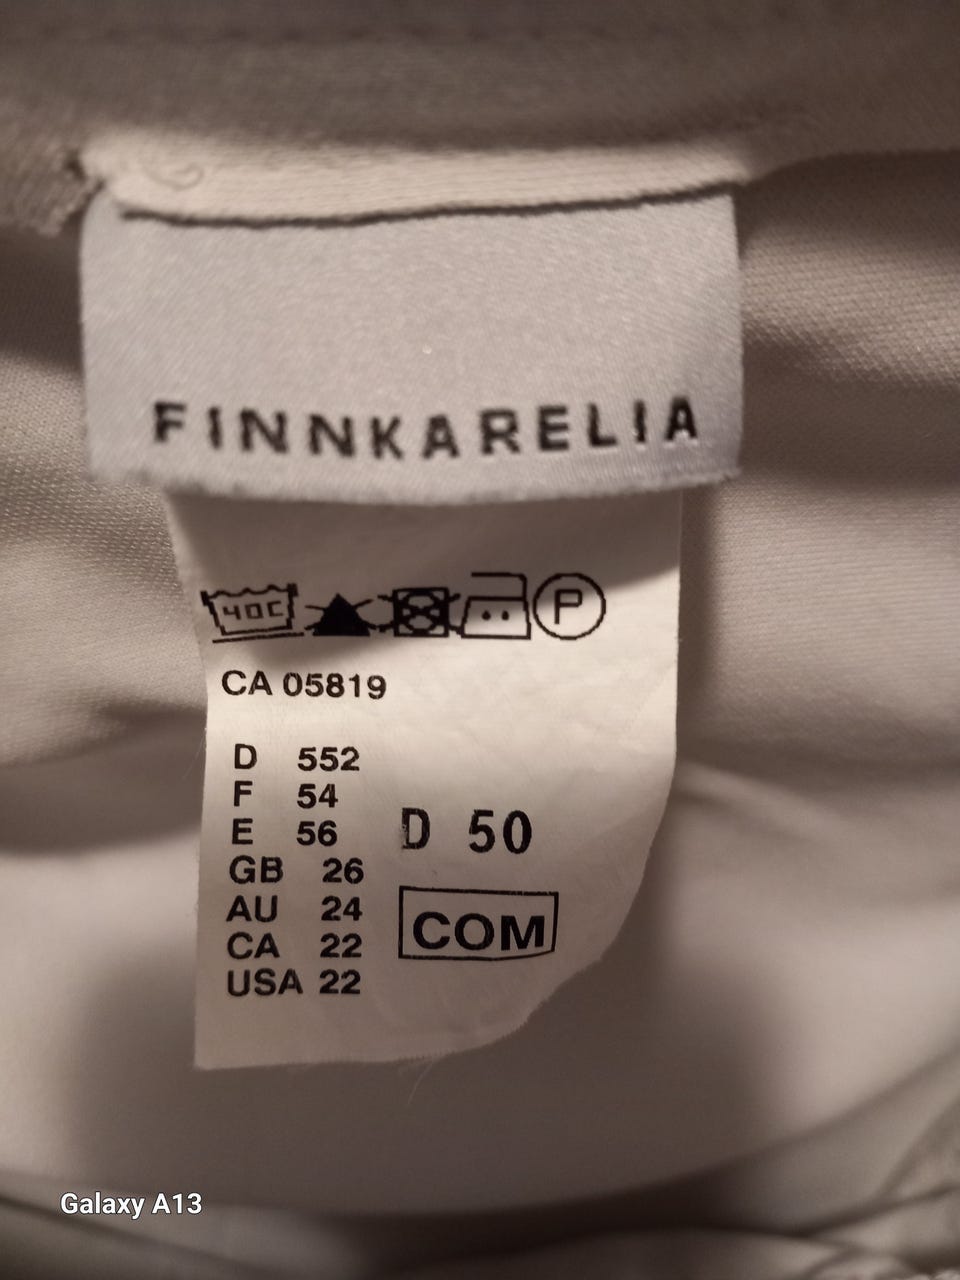 FINNKARELIA
40C P
CA 05819
D 552
F 54
E 56 D 50
GB 26
AU 24
CA 22 COM
USA 22
Galaxy A13